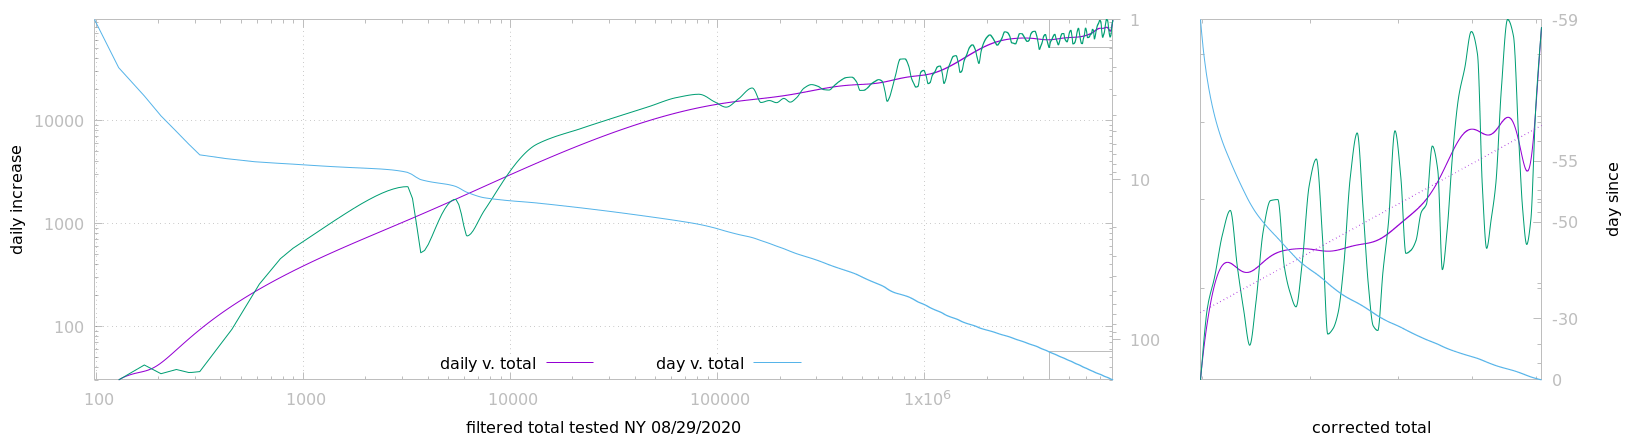 daily increase
10000
1000
100
100
1000
10000
100000
1x10⁶
1
10
100
daily v. total
day v. total
filtered total tested NY 08/29/2020
-59
-55
-50
-30
0
day since
corrected total